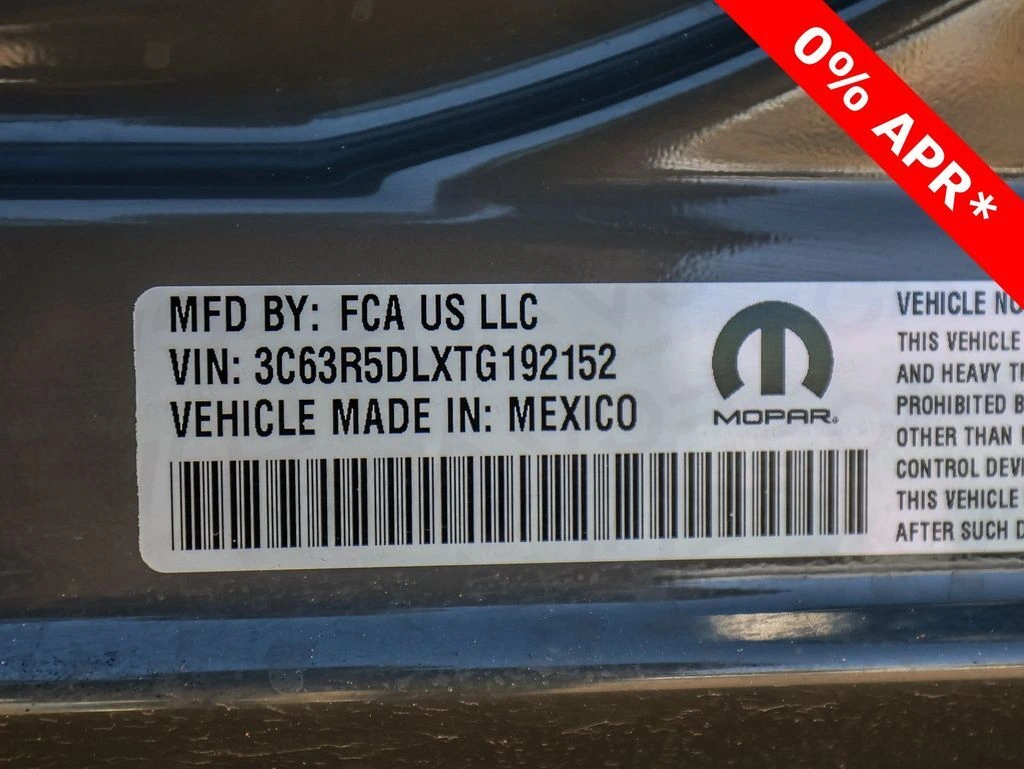 0% APR*
MFD BY: FCA US LLC
VIN: 3C63R5DLXTG192152
VEHICLE MADE IN: MEXICO
MOPAR®
VEHICLE NO
THIS VEHICLE
AND HEAVY
PROHIBITED
OTHER THAN
CONTROL
THIS VEHICLE
AFTER SUCH